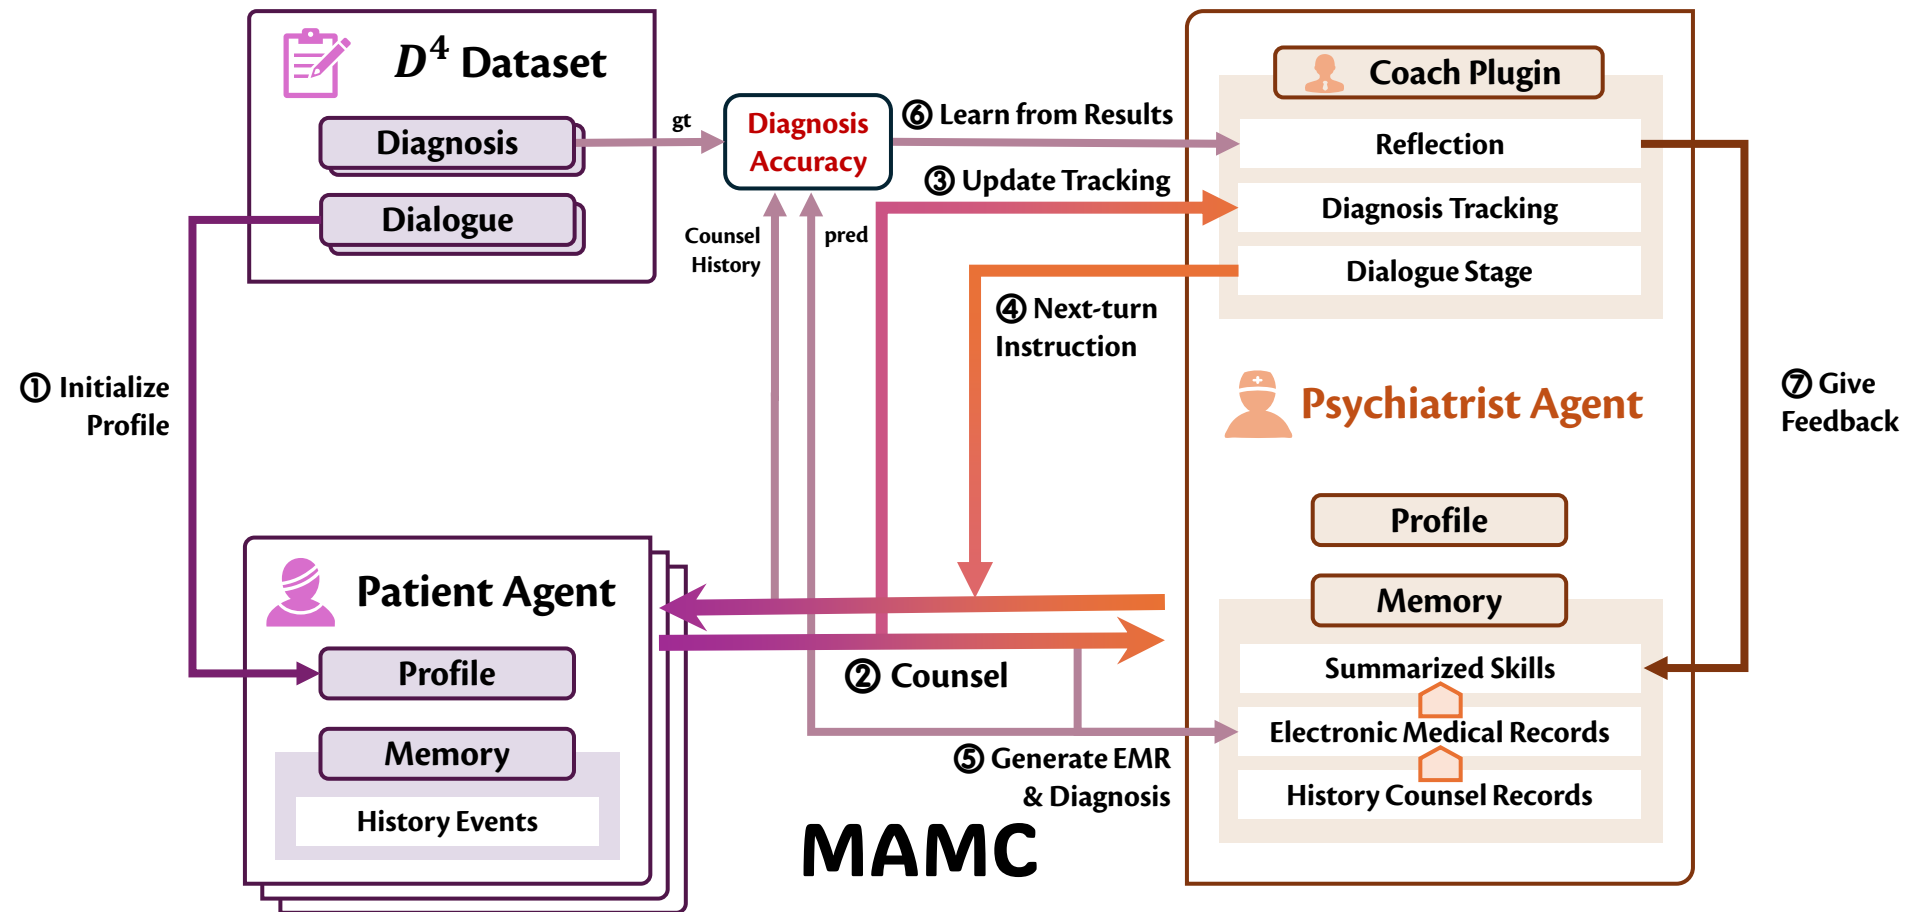 D⁴ Dataset
Diagnosis
Dialogue
gt
Diagnosis
Accuracy
Counsel
History
pred
⑥ Learn from Results
③ Update Tracking
④ Next-turn
Instruction
Coach Plugin
Reflection
Diagnosis Tracking
Dialogue Stage
① Initialize
Profile
Psychiatrist Agent
⑦ Give
Feedback
Patient Agent
Profile
Memory
History Events
② Counsel
⑤ Generate EMR
& Diagnosis
Profile
Memory
Summarized Skills
Electronic Medical Records
History Counsel Records
MAMC